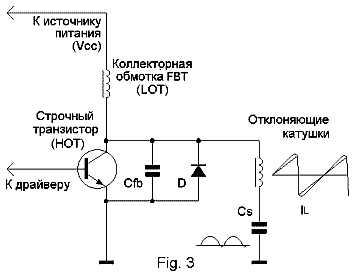 К источнику
питания
(Vcc)
Коллекторная
обмотка FBT
(LOT)
Строчный
транзистор
(HOT)
Отклоняющие
катушки
К драйверу
Cfb
D
Cs
IL
Fig. 3